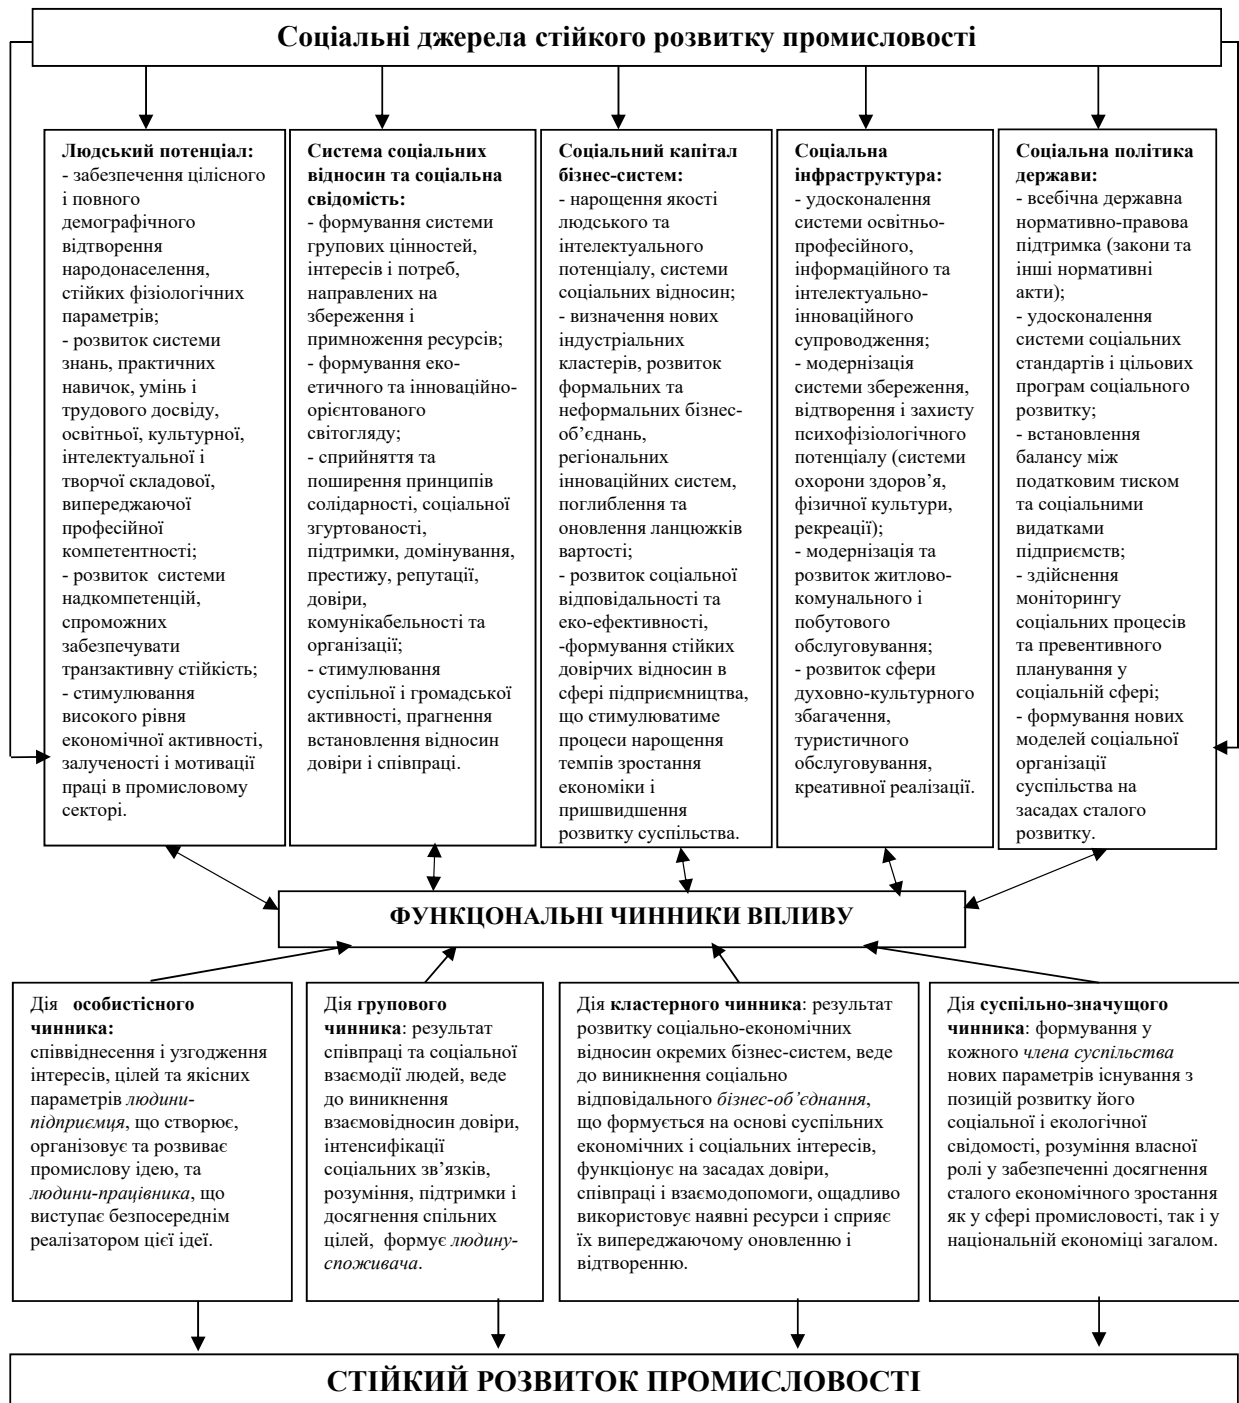 Соціальні джерела стійкого розвитку промисловості
Людський потенціал:
- забезпечення цілісного
і повного
демографічного
відтворення
народонаселення,
стійких фізіологічних
параметрів;
- розвиток системи
знань, практичних
навичок, умінь і
трудового досвіду,
освітньої, культурної,
інтелектуальної і
творчої складової,
випереджаючої
професійної
компетентності;
- розвиток системи
надкомпетенцій,
спроможних
забезпечувати
транзактивну стійкість;
- стимулювання
високого рівня
економічної активності,
залученості і мотивації
праці в промисловому
секторі.
Система соціальних
відносин та соціальна
свідомість:
- формування системи
групових цінностей,
інтересів і потреб,
направлених на
збереження і
примноження ресурсів;
- формування еко-
етичного та інноваційно-
орієнтованого
світогляду;
- сприйняття та
поширення принципів
солідарності, соціальної
згуртованості,
підтримки, домінування,
престижу, репутації,
довіри,
комунікабельності та
організації;
- стимулювання
суспільної і громадської
активності, прагнення
встановлення відносин
довіри і співпраці.
Соціальний капітал
бізнес-систем:
- нарощення якості
людського та
інтелектуального
потенціалу, системи
соціальних відносин;
- визначення нових
індустріальних
кластерів, розвиток
формальних та
неформальних бізнес-
об’єднань,
регіональних
інноваційних систем,
поглиблення та
оновлення ланцюжків
вартості;
- розвиток соціальної
відповідальності та
еко-ефективності,
-формування стійких
довірчих відносин в
сфері підприємництва,
що стимулюватиме
процеси нарощення
темпів зростання
економіки і
пришвидшення
розвитку суспільства.
Соціальна
інфраструктура:
- удосконалення
системи освітньо-
професійного,
інформаційного та
інтелектуально-
інноваційного
супроводження;
- модернізація
системи збереження,
відтворення і захисту
психофізіологічного
потенціалу (системи
охорони здоров’я,
фізичної культури,
рекреації);
- модернізація та
розвиток житлово-
комунального і
побутового
обслуговування;
- розвиток сфери
духовно-культурного
збагачення,
туристичного
обслуговування,
креативної реалізації.
Соціальна політика
держави:
- всебічна державна
нормативно-правова
підтримка (закони та
інші нормативні
акти);
- удосконалення
системи соціальних
стандартів і цільових
програм соціального
розвитку;
- встановлення
балансу між
податковим тиском
та соціальними
видатками
підприємств;
- здійснення
моніторингу
соціальних процесів
та превентивного
планування у
соціальній сфері;
- формування нових
моделей соціальної
організації
суспільства на
засадах сталого
розвитку.
ФУНКЦОНАЛЬНІ ЧИННИКИ ВПЛИВУ
Дія особистісного
чинника:
співвіднесення і узгодження
інтересів, цілей та якісних
параметрів людини-
підприємця, що створює,
організовує та розвиває
промислову ідею, та
людини-працівника, що
виступає безпосереднім
реалізатором цієї ідеї.
Дія групового
чинника: результат
співпраці та соціальної
взаємодії людей, веде
до виникнення
взаємовідносин довіри,
інтенсифікації
соціальних зв’язків,
розуміння, підтримки і
досягнення спільних
цілей, формує людину-
споживача.
Дія кластерного чинника: результат
розвитку соціально-економічних
відносин окремих бізнес-систем, веде
до виникнення соціально
відповідального бізнес-об’єднання,
що формується на основі суспільних
економічних і соціальних інтересів,
функціонує на засадах довіри,
співпраці і взаємодопомоги, ощадливо
використовує наявні ресурси і сприяє
їх випереджаючому оновленню і
відтворенню.
Дія суспільно-значущого
чинника: формування у
кожного члена суспільства
нових параметрів існування з
позицій розвитку його
соціальної і екологічної
свідомості, розуміння власної
ролі у забезпеченні досягнення
сталого економічного зростання
як у сфері промисловості, так і у
національній економіці загалом.
СТІЙКИЙ РОЗВИТОК ПРОМИСЛОВОСТІ